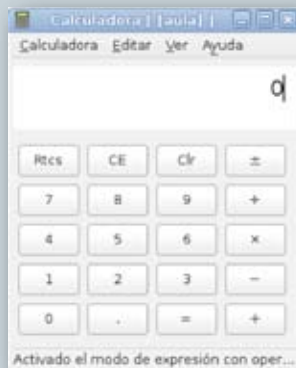 Calculadora | [aula] |
Calculadora Editar Ver Ayuda
0
Rtcs CE Clr ±
7 8 9 ÷
4 5 6 ×
1 2 3 −
0 . = +
Activado el modo de expresión con oper...